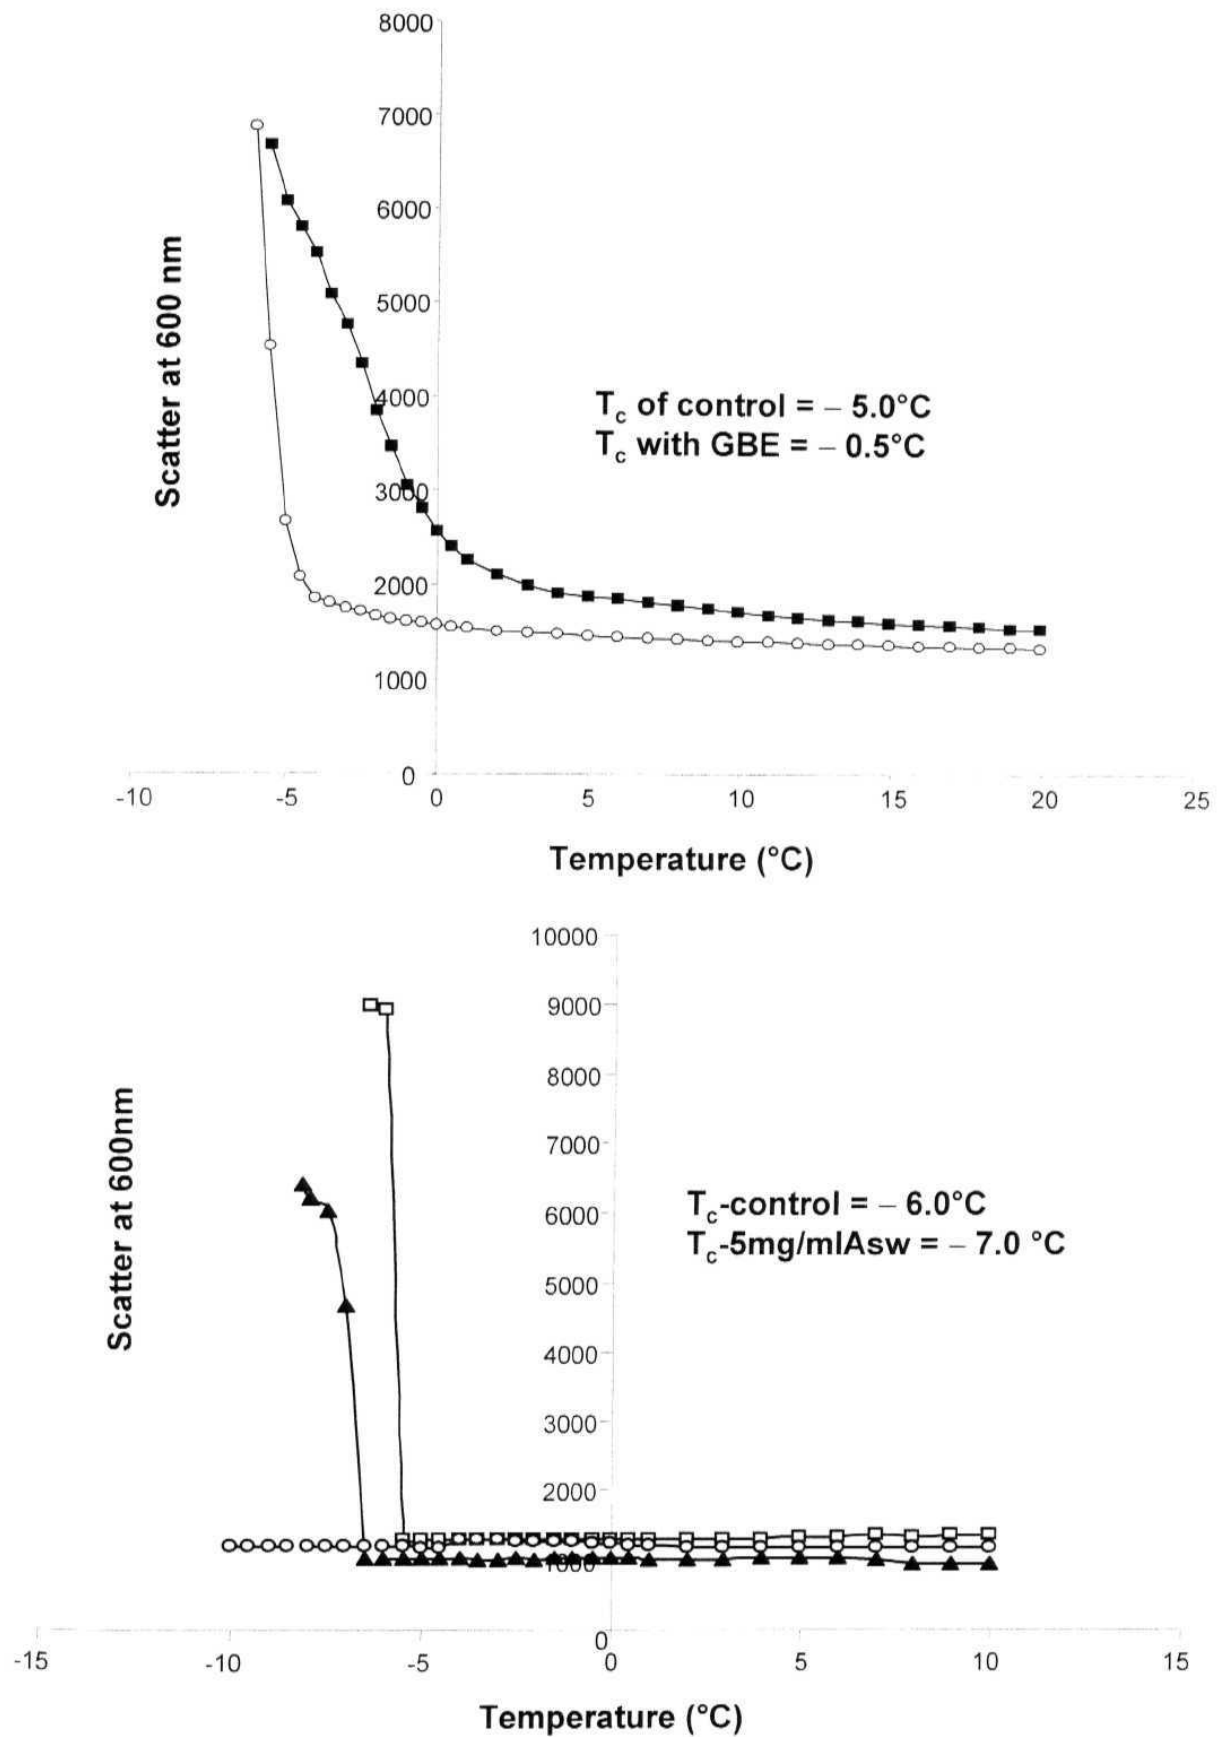 8000
7000
6000
5000
4000
3000
2000
1000
0
Scatter at 600 nm
T_c of control = – 5.0°C
T_c with GBE = – 0.5°C
-10 -5 0 5 10 15 20 25
Temperature (°C)
10000
9000
8000
7000
6000
5000
4000
3000
2000
1000
0
Scatter at 600nm
T_c-control = – 6.0°C
T_c-5mg/mlAsw = – 7.0 °C
-15 -10 -5 0 5 10 15
Temperature (°C)